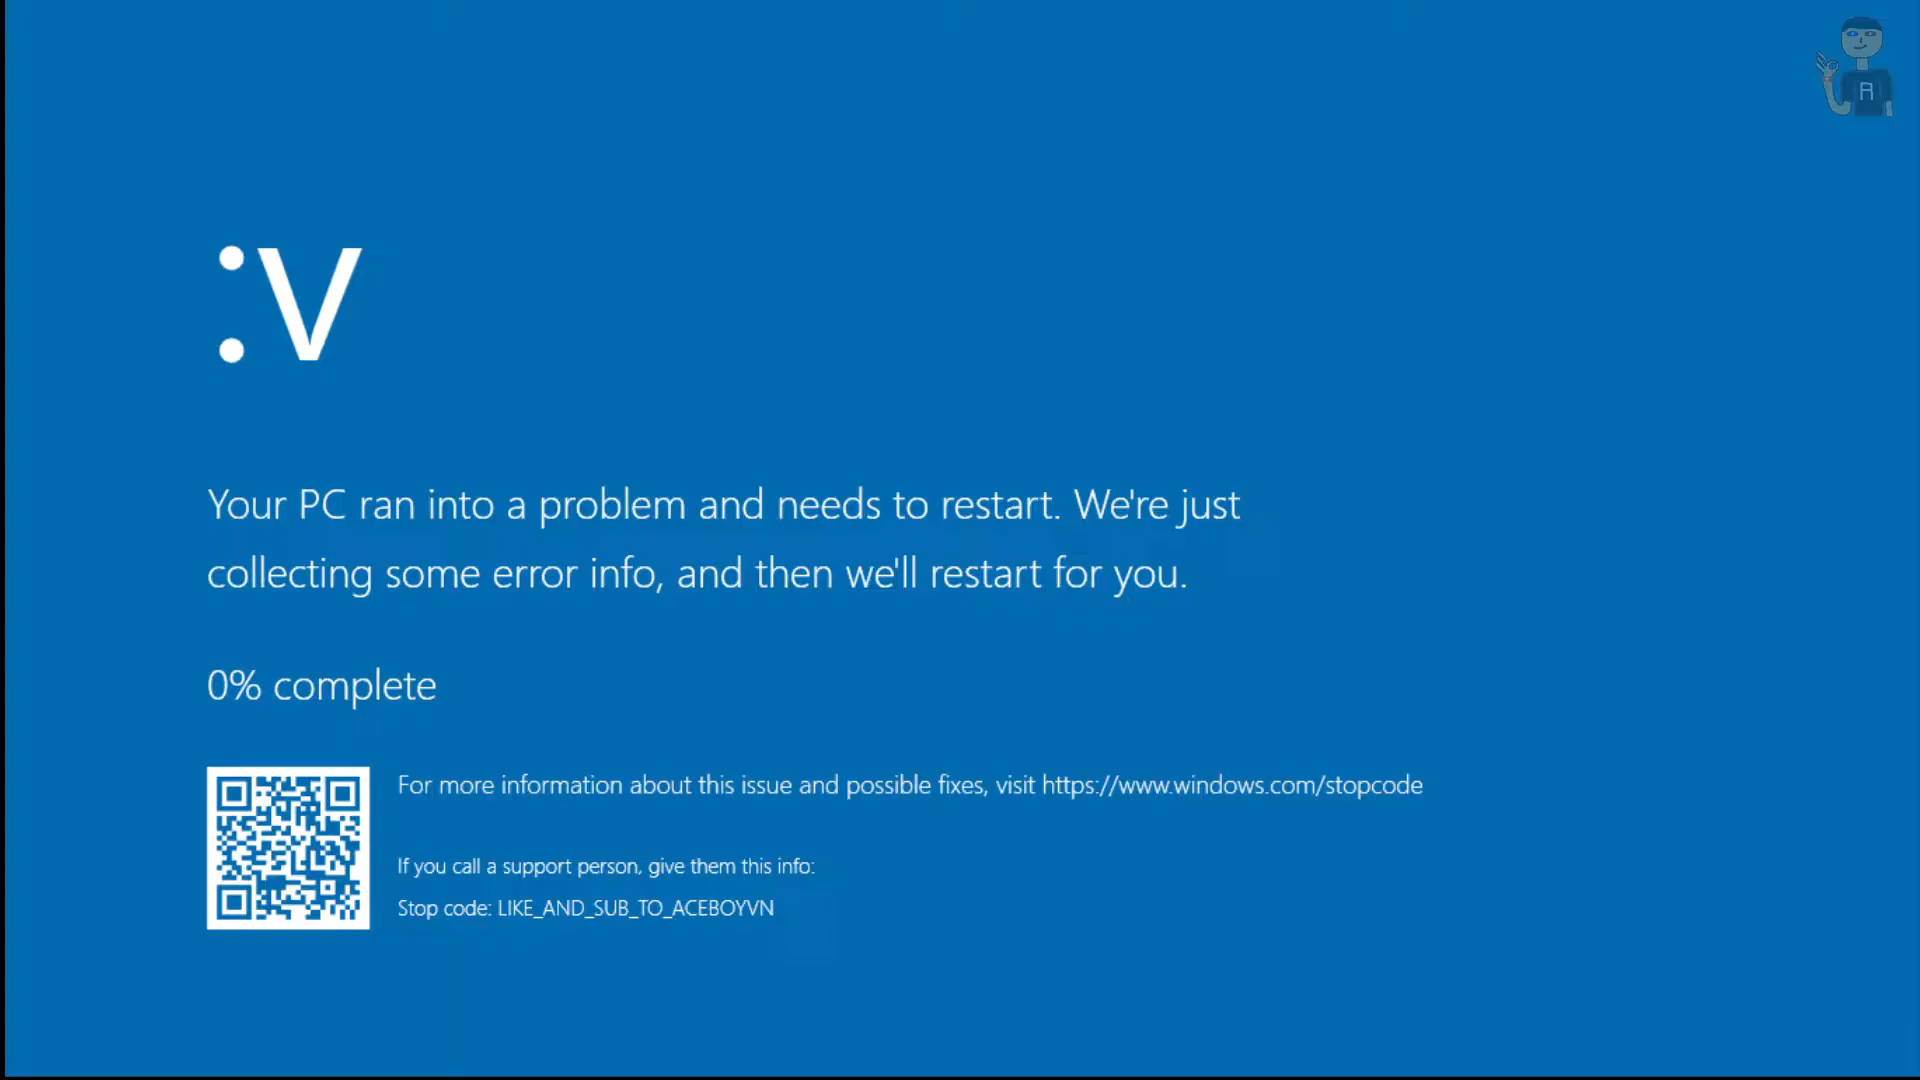 R
:V
Your PC ran into a problem and needs to restart. We're just
collecting some error info, and then we'll restart for you.
0% complete
For more information about this issue and possible fixes, visit https://www.windows.com/stopcode
If you call a support person, give them this info:
Stop code: LIKE_AND_SUB_TO_ACEBOYVN